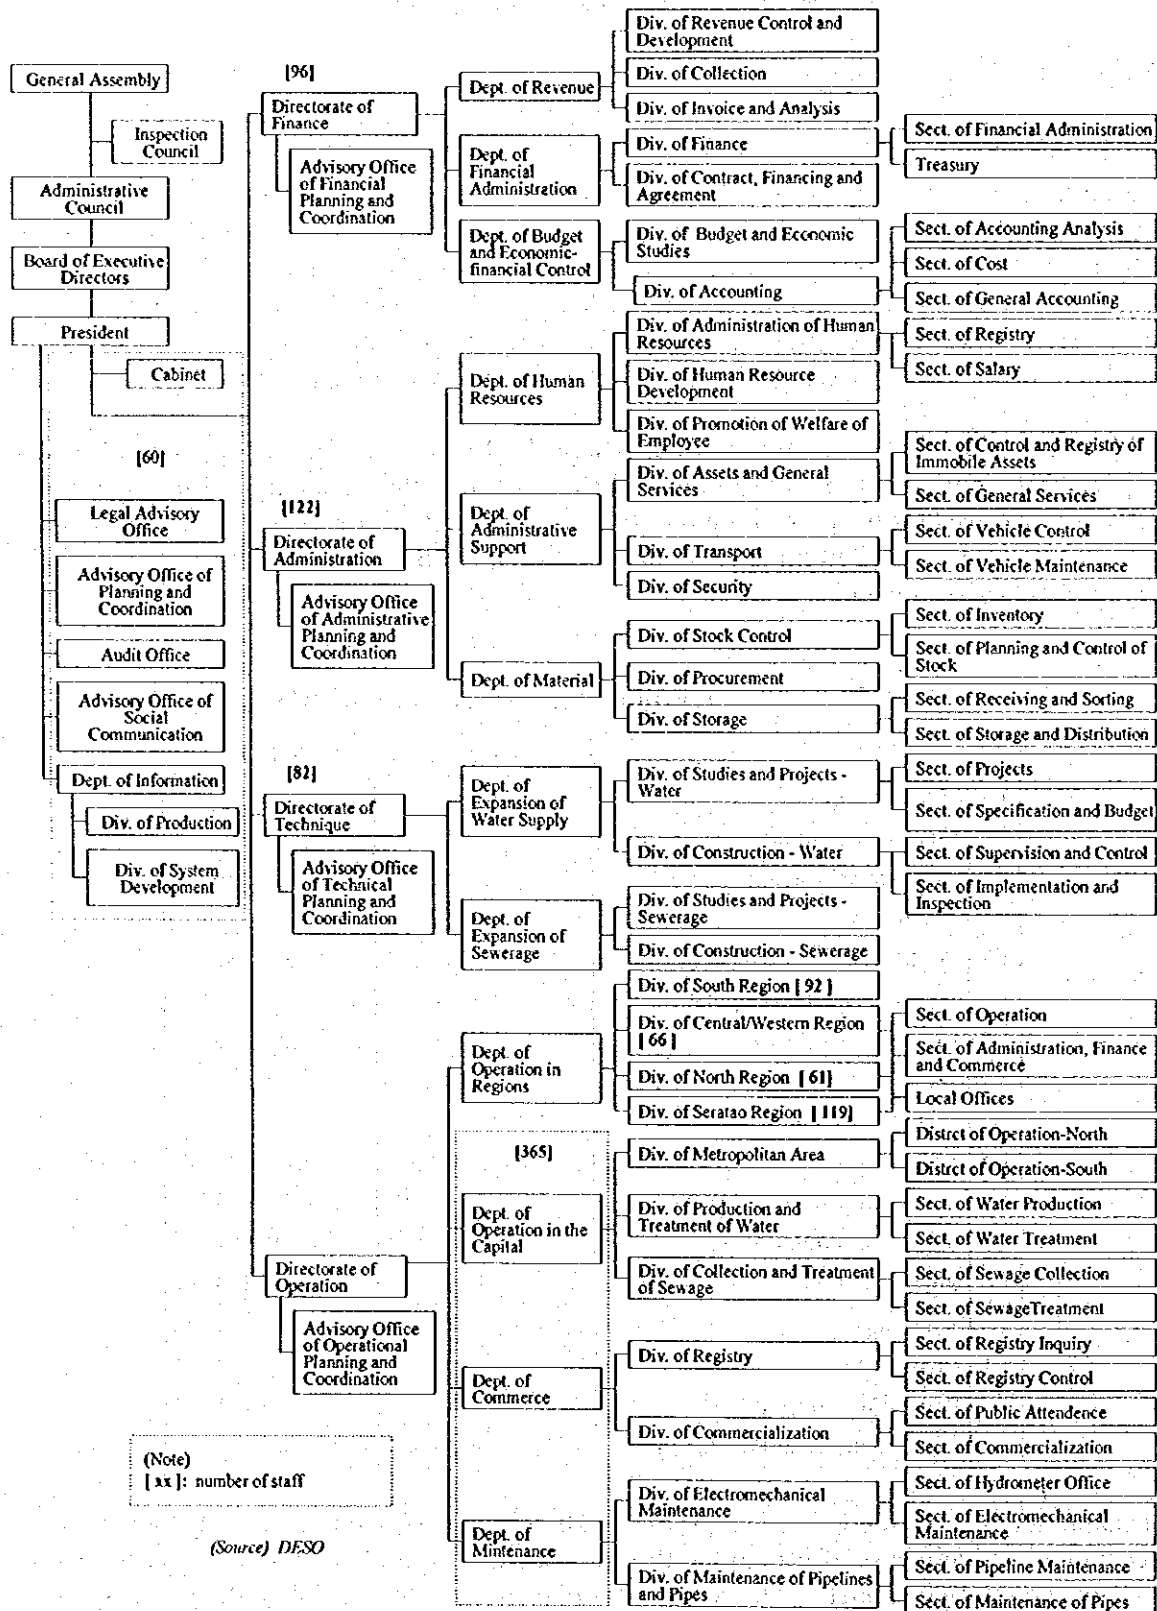 General Assembly
Inspection
Council
Administrative
Council
Board of Executive
Directors
President
Cabinet
[60]
Legal Advisory
Office
Advisory Office of
Planning and
Coordination
Audit Office
Advisory Office of
Social
Communication
Dept. of Information
Div. of Production
Div. of System
Development
[96]
Directorate of
Finance
Advisory Office
of Financial
Planning and
Coordination
Dept. of Revenue
Div. of Revenue Control and
Development
Div. of Collection
Div. of Invoice and Analysis
Dept. of
Financial
Administration
Div. of Finance
Sect. of Financial Administration
Treasury
Div. of Contract, Financing and
Agreement
Dept. of Budget
and Economic-
financial Control
Div. of Budget and Economic
Studies
Div. of Accounting
Sect. of Accounting Analysis
Sect. of Cost
Sect. of General Accounting
[122]
Directorate of
Administration
Advisory Office
of Administrative
Planning and
Coordination
Dept. of Human
Resources
Div. of Administration of Human
Resources
Sect. of Registry
Sect. of Salary
Div. of Human Resource
Development
Div. of Promotion of Welfare of
Employee
Dept. of
Administrative
Support
Div. of Assets and General
Services
Sect. of Control and Registry of
Immobile Assets
Sect. of General Services
Div. of Transport
Sect. of Vehicle Control
Sect. of Vehicle Maintenance
Div. of Security
Dept. of Material
Div. of Stock Control
Sect. of Inventory
Sect. of Planning and Control of
Stock
Div. of Procurement
Div. of Storage
Sect. of Receiving and Sorting
Sect. of Storage and Distribution
[82]
Directorate of
Technique
Advisory Office
of Technical
Planning and
Coordination
Dept. of
Expansion of
Water Supply
Div. of Studies and Projects -
Water
Sect. of Projects
Sect. of Specification and Budget
Div. of Construction - Water
Sect. of Supervision and Control
Sect. of Implementation and
Inspection
Dept. of
Expansion of
Sewerage
Div. of Studies and Projects -
Sewerage
Div. of Construction - Sewerage
Directorate of
Operation
Advisory Office
of Operational
Planning and
Coordination
Dept. of
Operation in
Regions
Div. of South Region [ 92 ]
Div. of Central/Western Region
[ 66 ]
Div. of North Region [ 61]
Div. of Seratao Region [ 119]
Sect. of Operation
Sect. of Administration, Finance
and Commerce
Local Offices
[365]
Dept. of
Operation in the
Capital
Div. of Metropolitan Area
Distrct of Operation-North
Distrct of Operation-South
Div. of Production and
Treatment of Water
Sect. of Water Production
Sect. of Water Treatment
Div. of Collection and Treatment
of Sewage
Sect. of Sewage Collection
Sect. of SewageTreatment
Dept. of
Commerce
Div. of Registry
Sect. of Registry Inquiry
Sect. of Registry Control
Div. of Commercialization
Sect. of Public Attendence
Sect. of Commercialization
Dept. of
Mintenance
Div. of Electromechanical
Maintenance
Sect. of Hydrometer Office
Sect. of Electromechanical
Maintenance
Div. of Maintenance of Pipelines
and Pipes
Sect. of Pipeline Maintenance
Sect. of Maintenance of Pipes
(Note)
[ xx ]: number of staff
(Source) DESO